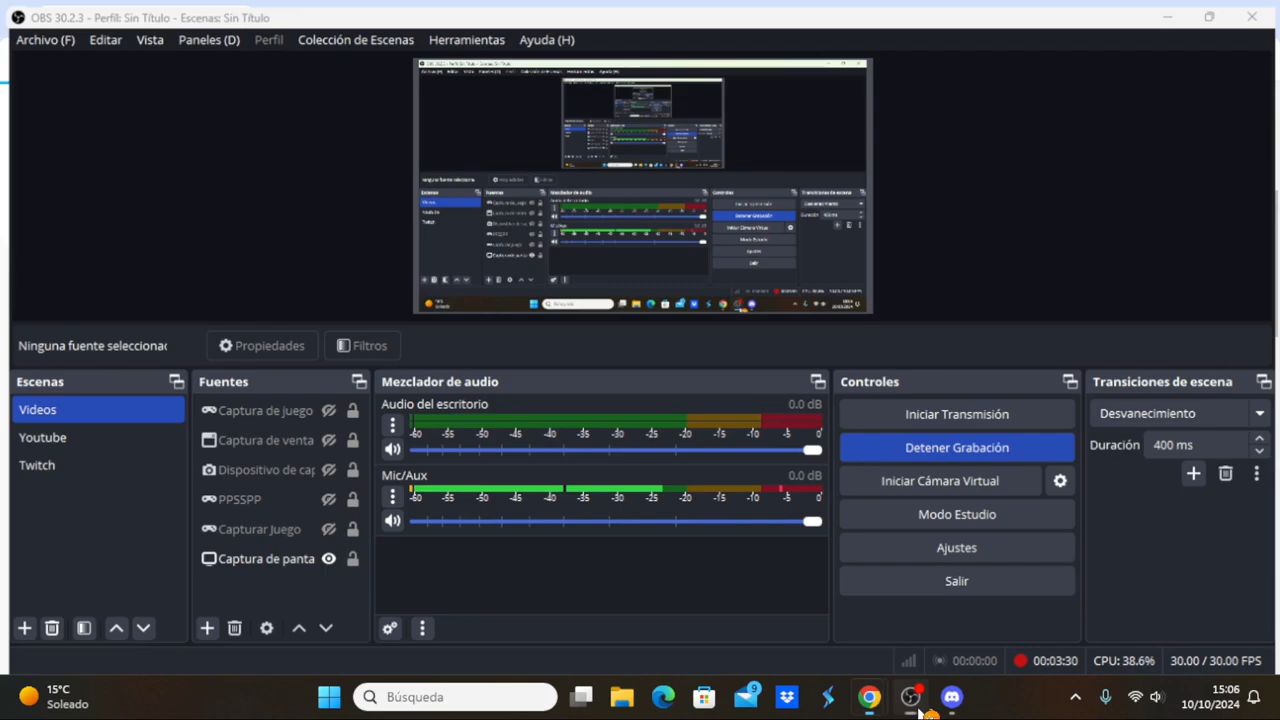 OBS 30.2.3 - Perfil: Sin Título - Escenas: Sin Título
Archivo (F) Editar Vista Paneles (D) Perfil Colección de Escenas Herramientas Ayuda (H)
Ninguna fuente seleccionac Propiedades Filtros
Escenas
Videos
Youtube
Twitch
Fuentes
Captura de juego
Captura de venta
Dispositivo de cap
PPSSPP
Capturar Juego
Captura de panta
Mezclador de audio
Audio del escritorio 0.0 dB
-60 -55 -50 -45 -40 -35 -30 -25 -20 -15 -10 -5 0
Mic/Aux 0.0 dB
-60 -55 -50 -45 -40 -35 -30 -25 -20 -15 -10 -5 0
Controles
Iniciar Transmisión
Detener Grabación
Iniciar Cámara Virtual
Modo Estudio
Ajustes
Salir
Transiciones de escena
Desvanecimiento
Duración 400 ms
00:00:00 00:03:30 CPU: 38.6% 30.00 / 30.00 FPS
15°C
Soleado
Búsqueda
9
15:06
10/10/2024